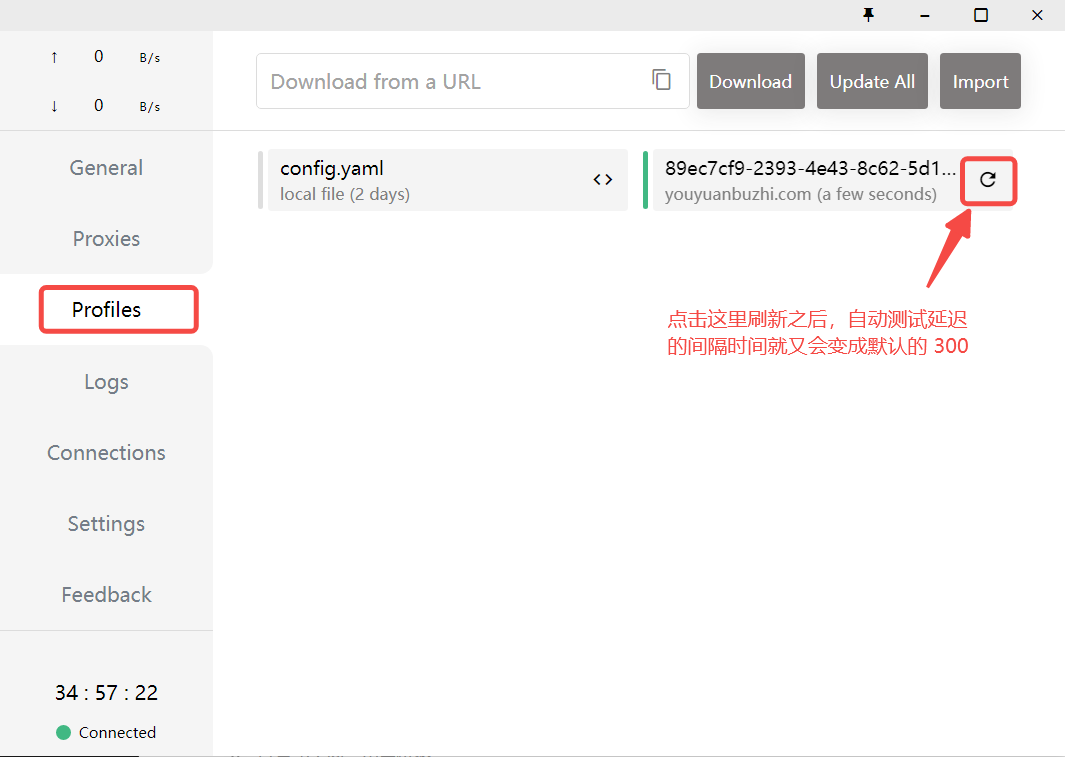 ↑ 0 B/s
↓ 0 B/s
General
Proxies
Profiles
Logs
Connections
Settings
Feedback
34 : 57 : 22
Connected
Download from a URL
Download
Update All
Import
config.yaml
local file (2 days)
89ec7cf9-2393-4e43-8c62-5d1...
youyuanbuzhi.com (a few seconds)
点击这里刷新之后，自动测试延迟
的间隔时间就又会变成默认的 300